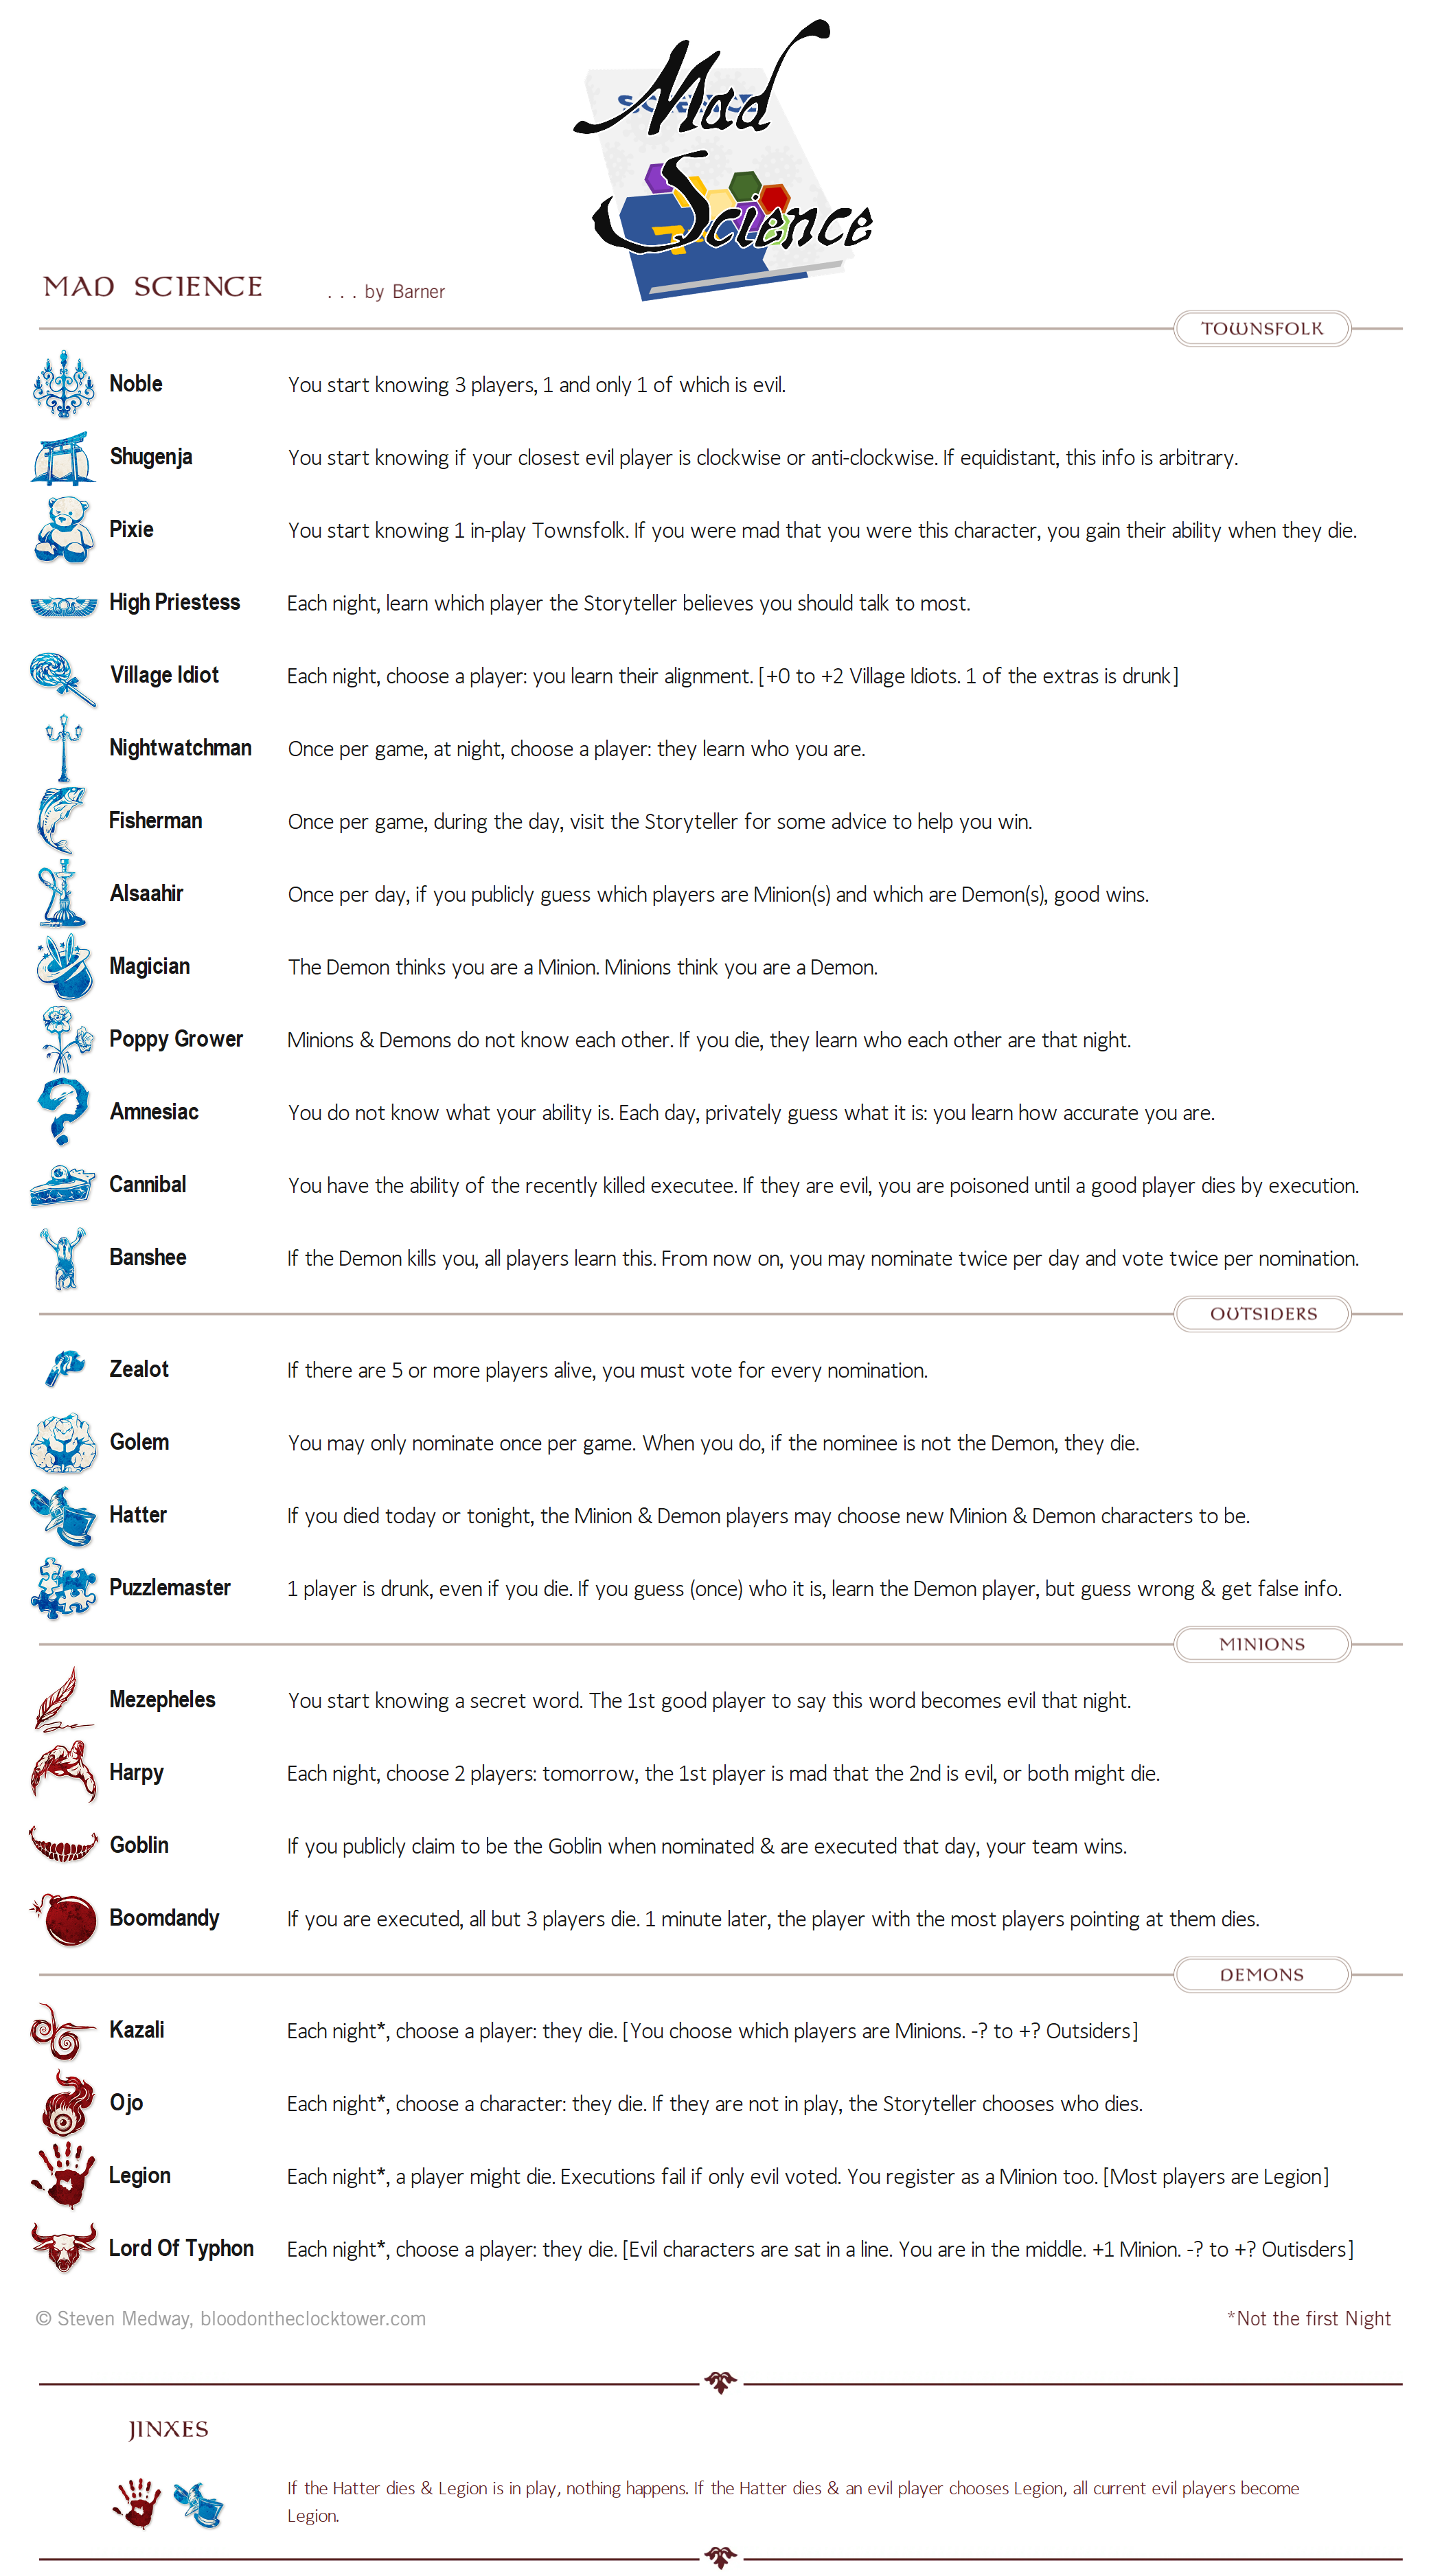 Mad
SCIENCE
Science
MAD SCIENCE . . . by Barner
TOWNSFOLK
Noble You start knowing 3 players, 1 and only 1 of which is evil.
Shugenja You start knowing if your closest evil player is clockwise or anti-clockwise. If equidistant, this info is arbitrary.
Pixie You start knowing 1 in-play Townsfolk. If you were mad that you were this character, you gain their ability when they die.
High Priestess Each night, learn which player the Storyteller believes you should talk to most.
Village Idiot Each night, choose a player: you learn their alignment. [+0 to +2 Village Idiots. 1 of the extras is drunk]
Nightwatchman Once per game, at night, choose a player: they learn who you are.
Fisherman Once per game, during the day, visit the Storyteller for some advice to help you win.
Alsaahir Once per day, if you publicly guess which players are Minion(s) and which are Demon(s), good wins.
Magician The Demon thinks you are a Minion. Minions think you are a Demon.
Poppy Grower Minions & Demons do not know each other. If you die, they learn who each other are that night.
Amnesiac You do not know what your ability is. Each day, privately guess what it is: you learn how accurate you are.
Cannibal You have the ability of the recently killed executee. If they are evil, you are poisoned until a good player dies by execution.
Banshee If the Demon kills you, all players learn this. From now on, you may nominate twice per day and vote twice per nomination.
OUTSIDERS
Zealot If there are 5 or more players alive, you must vote for every nomination.
Golem You may only nominate once per game. When you do, if the nominee is not the Demon, they die.
Hatter If you died today or tonight, the Minion & Demon players may choose new Minion & Demon characters to be.
Puzzlemaster 1 player is drunk, even if you die. If you guess (once) who it is, learn the Demon player, but guess wrong & get false info.
MINIONS
Mezepheles You start knowing a secret word. The 1st good player to say this word becomes evil that night.
Harpy Each night, choose 2 players: tomorrow, the 1st player is mad that the 2nd is evil, or both might die.
Goblin If you publicly claim to be the Goblin when nominated & are executed that day, your team wins.
Boomdandy If you are executed, all but 3 players die. 1 minute later, the player with the most players pointing at them dies.
DEMONS
Kazali Each night*, choose a player: they die. [You choose which players are Minions. -? to +? Outsiders]
Ojo Each night*, choose a character: they die. If they are not in play, the Storyteller chooses who dies.
Legion Each night*, a player might die. Executions fail if only evil voted. You register as a Minion too. [Most players are Legion]
Lord Of Typhon Each night*, choose a player: they die. [Evil characters are sat in a line. You are in the middle. +1 Minion. -? to +? Outisders]
© Steven Medway, bloodontheclocktower.com *Not the first Night
JINXES
If the Hatter dies & Legion is in play, nothing happens. If the Hatter dies & an evil player chooses Legion, all current evil players become
Legion.